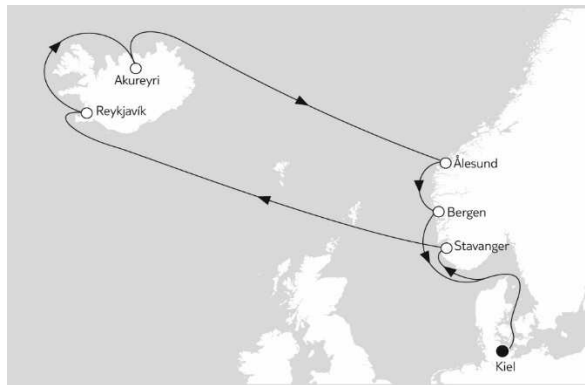 Akureyri
Reykjavík
Ålesund
Bergen
Stavanger
Kiel